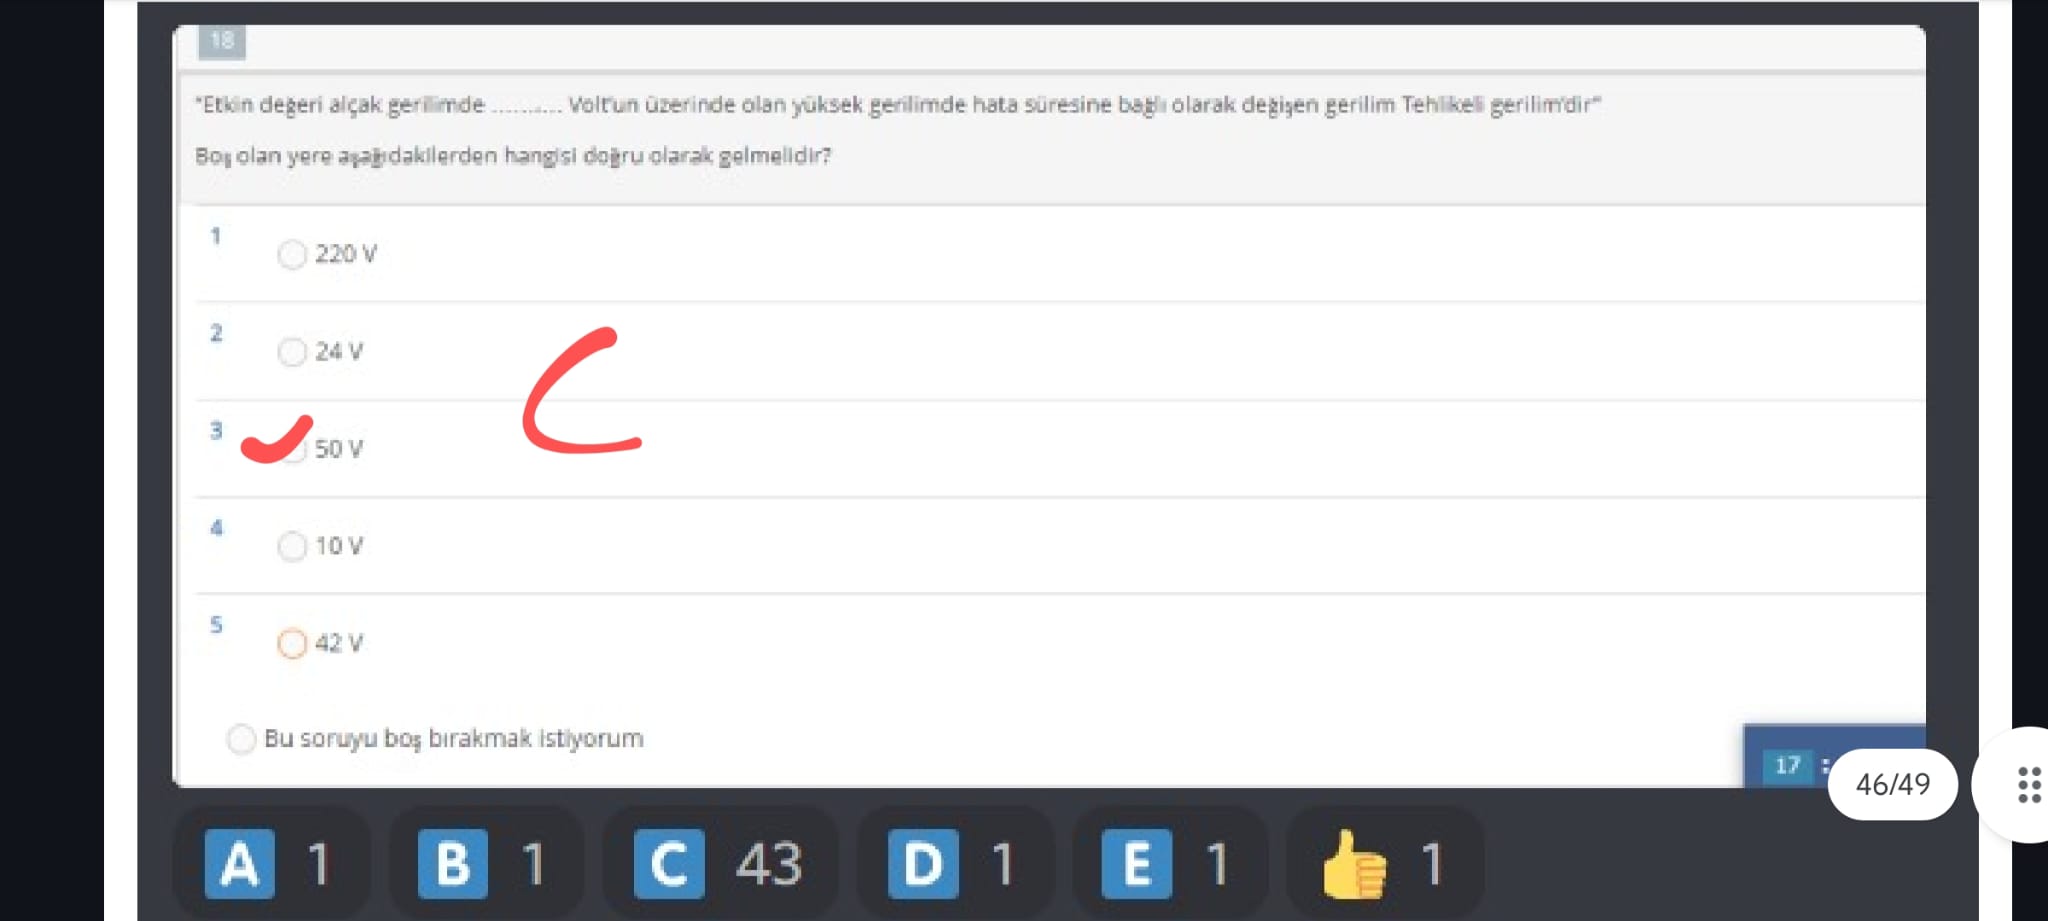 18
"Etkin değeri alçak gerilimde .......... Volt'un üzerinde olan yüksek gerilimde hata süresine bağlı olarak değişen gerilim Tehlikeli gerilim'dir"
Boş olan yere aşağıdakilerden hangisi doğru olarak gelmelidir?
1
220 V
2
24 V
C
3
50 V
4
10 V
5
42 V
Bu soruyu boş bırakmak istiyorum
17 :
46/49
A 1 B 1 C 43 D 1 E 1 👍 1